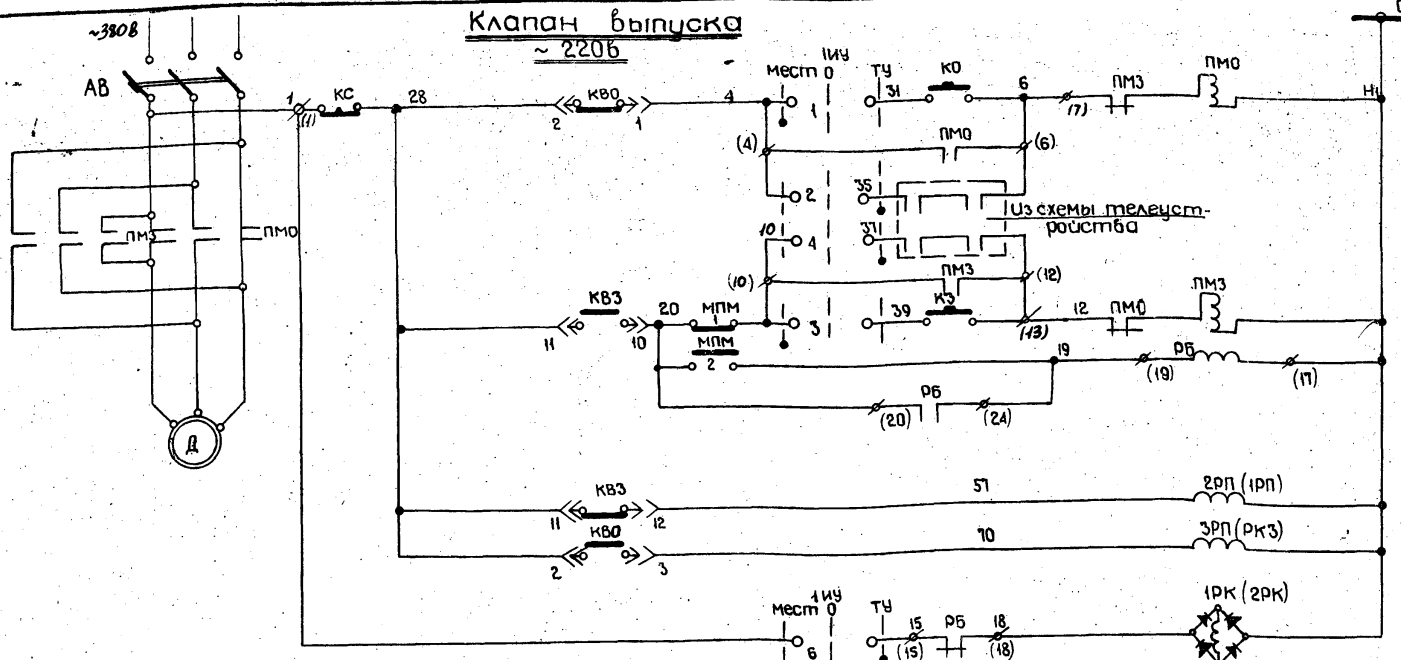 Клапан выпуска
~ 220в
~380в
АВ
1
(1)
КС
28
КВО
2
1
4
мест
0
1ИУ
ТУ
1
31
КО
6
(7)
ПМЗ
ПМО
Н1
(4)
ПМО
(6)
2
35
Из схемы телеуст-
ройства
10
4
37
(10)
ПМЗ
(12)
ПМЗ
ПМО
КВЗ
11
10
20
МПМ
1
3
39
КЗ
(13)
12
ПМО
ПМЗ
МПМ
2
19
(19)
РБ
(17)
(20)
РБ
(24)
Д
КВЗ
11
12
57
2РП (1РП)
КВО
2
3
70
3РП (РКЗ)
мест
0
1ИУ
ТУ
6
15
(15)
РБ
18
(18)
1РК (2РК)